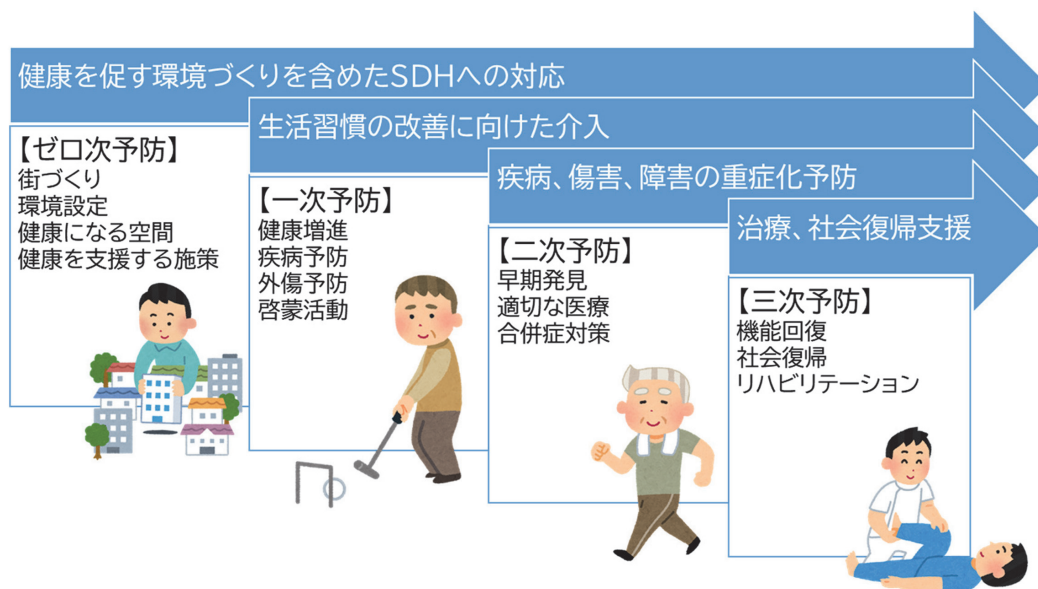 健康を促す環境づくりを含めたSDHへの対応
【ゼロ次予防】
街づくり
環境設定
健康になる空間
健康を支援する施策
生活習慣の改善に向けた介入
【一次予防】
健康増進
疾病予防
外傷予防
啓蒙活動
疾病、傷害、障害の重症化予防
【二次予防】
早期発見
適切な医療
合併症対策
治療、社会復帰支援
【三次予防】
機能回復
社会復帰
リハビリテーション